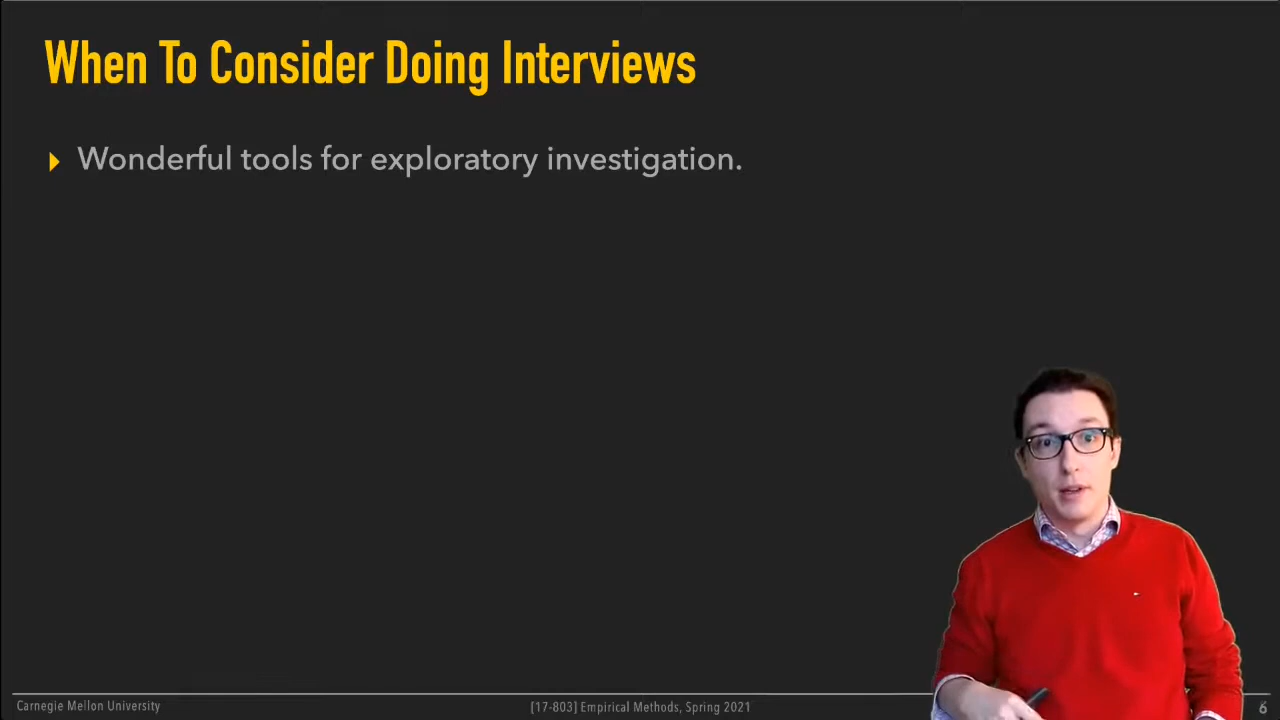 When To Consider Doing Interviews
Wonderful tools for exploratory investigation.
Carnegie Mellon University
[17-803] Empirical Methods, Spring 2021
6